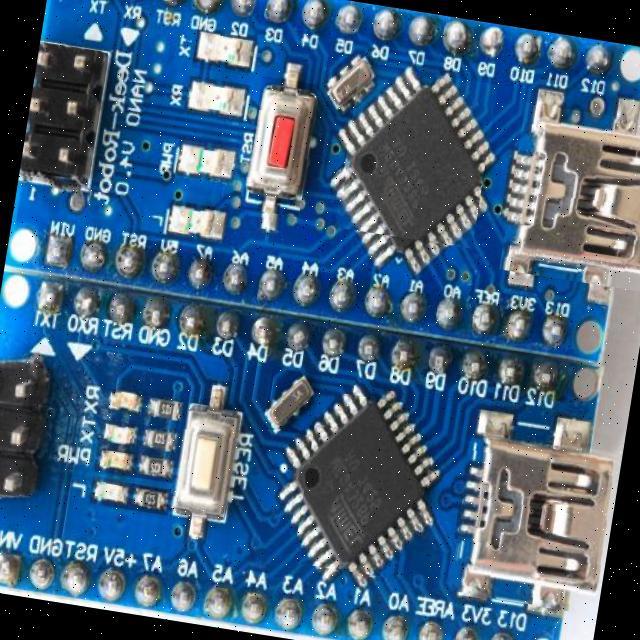 TX RX RST GND D2 D3 D4 D5 D6 D7 D8 D9 D10 D11 D12
TX
RX
PWR
L
RST
NANO V4.0
Deek-Robot
1
VIN GND RST 5V A7 A6 A5 A4 A3 A2 A1 A0 REF 3V3 D13
TX1 RX0 RST GND D2 D3 D4 D5 D6 D7 D8 D9 D10 D11 D12
RX
TX
PWR
L
RESET
VIN GND RST +5V A7 A6 A5 A4 A3 A2 A1 A0 AREF 3V3 D13